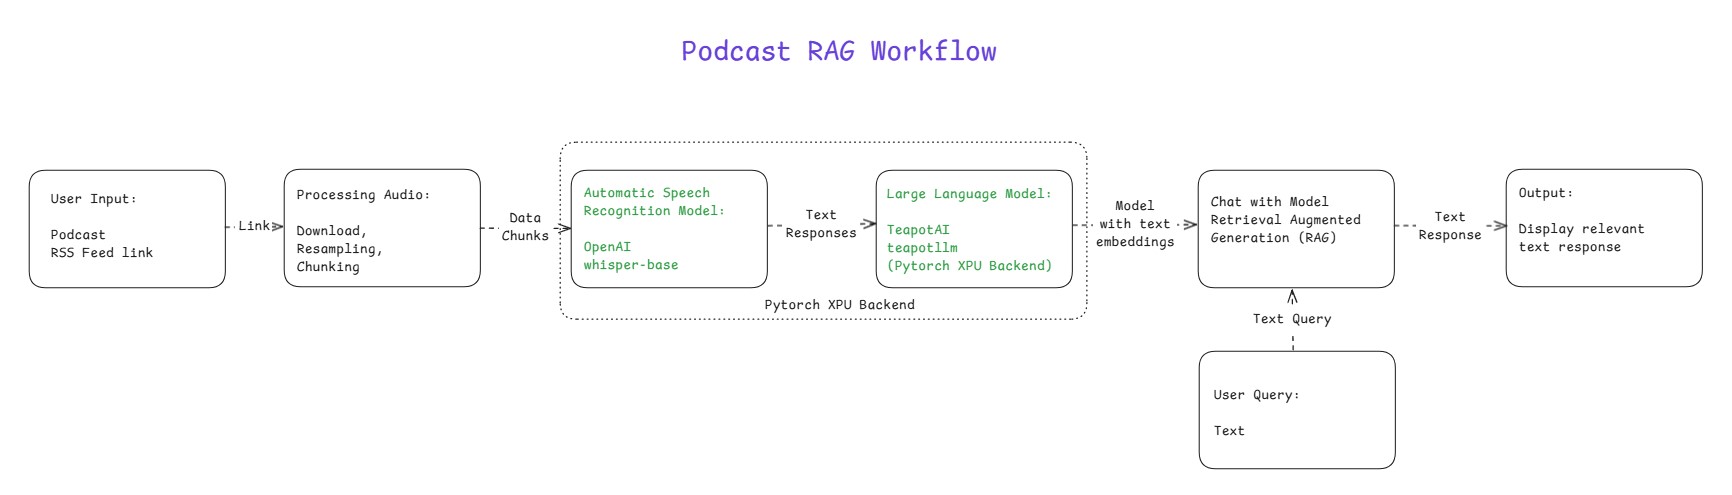 Podcast RAG Workflow
User Input:
Podcast
RSS Feed link
Link
Processing Audio:
Download,
Resampling,
Chunking
Data
Chunks
Automatic Speech
Recognition Model:
OpenAI
whisper-base
Text
Responses
Large Language Model:
TeapotAI
teapotllm
(Pytorch XPU Backend)
Pytorch XPU Backend
Model
with text
embeddings
Chat with Model
Retrieval Augmented
Generation (RAG)
Text
Response
Output:
Display relevant
text response
Text Query
User Query:
Text